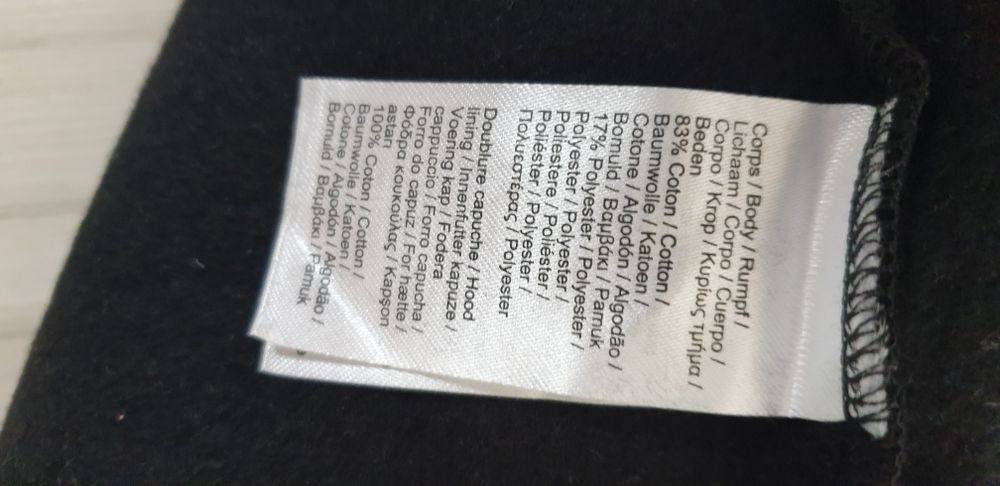 Corps / Body / Rumpf /
Lichaam / Corpo / Cuerpo /
Corpo / Krop / Κυρίως τμήμα /
Beden
83% Coton / Cotton /
Baumwolle / Katoen /
Cotone / Algodón / Algodão /
Bomuld / Βαμβάκι / Pamuk
17% Polyester / Polyester /
Polyester / Polyester /
Poliestere / Poliéster /
Poliéster / Polyester /
Πολυεστέρας / Polyester
Doublure capuche / Hood
lining / Innenfutter kapuze /
Voering kap / Fodera
cappuccio / Forro capucha /
Forro do capuz / For hætte /
Φόδρα κουκούλας / Kapşon
astarı
100% Coton / Cotton /
Baumwolle / Katoen /
Cotone / Algodón / Algodão /
Bomuld / Βαμβάκι / Pamuk